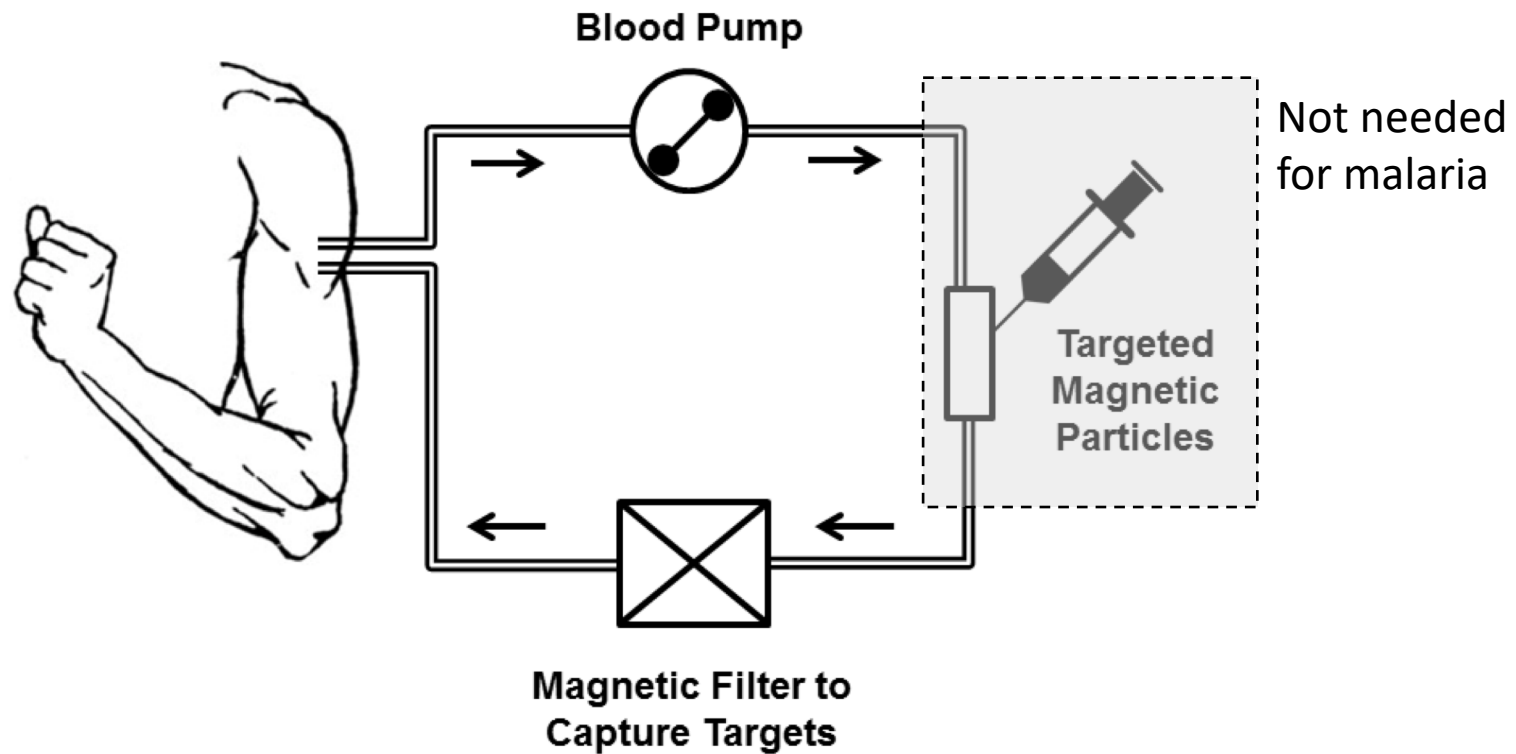 Blood Pump
Not needed
for malaria
Targeted
Magnetic
Particles
Magnetic Filter to
Capture Targets